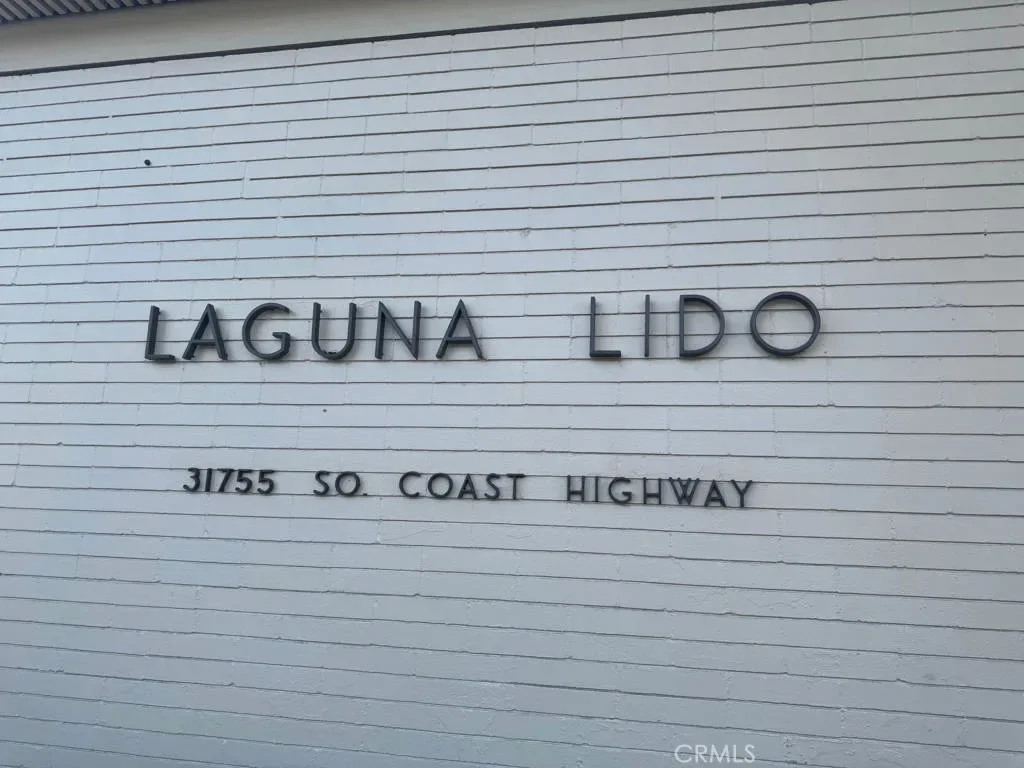 LAGUNA LIDO
31755 SO. COAST HIGHWAY
CRMLS